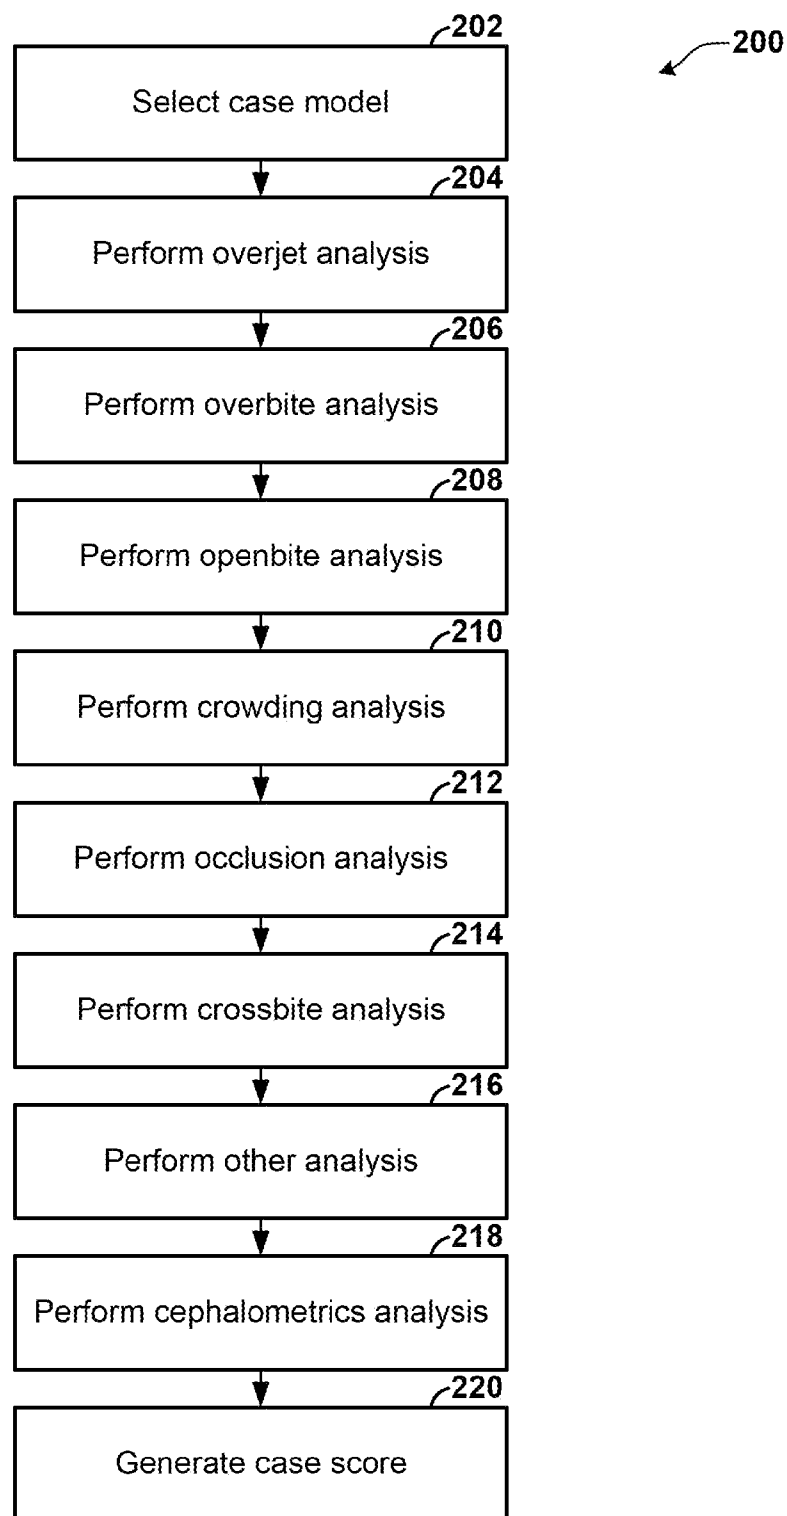 202
200
Select case model
204
Perform overjet analysis
206
Perform overbite analysis
208
Perform openbite analysis
210
Perform crowding analysis
212
Perform occlusion analysis
214
Perform crossbite analysis
216
Perform other analysis
218
Perform cephalometrics analysis
220
Generate case score